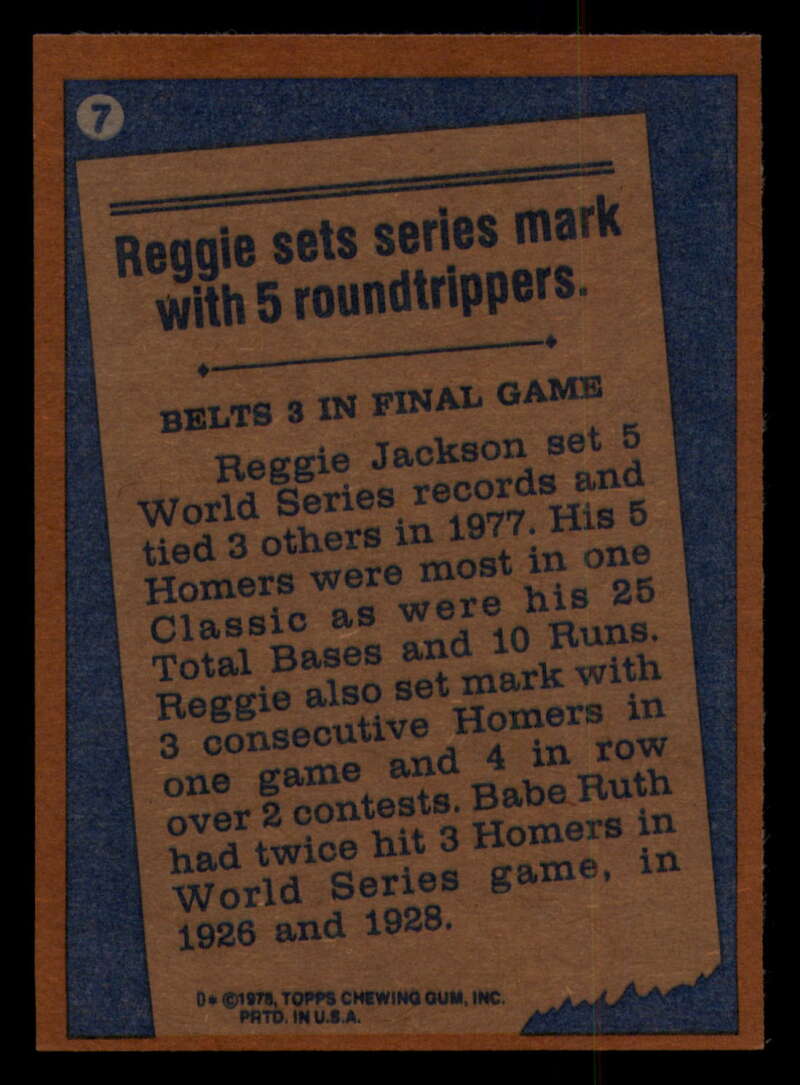 7
Reggie sets series mark
with 5 roundtrippers.
BELTS 3 IN FINAL GAME
Reggie Jackson set 5
World Series records and
tied 3 others in 1977. His 5
Homers were most in one
Classic as were his 25
Total Bases and 10 Runs.
Reggie also set mark with
3 consecutive Homers in
one game and 4 in row
over 2 contests. Babe Ruth
had twice hit 3 Homers in
World Series game, in
1926 and 1928.
D* ©1978, TOPPS CHEWING GUM, INC.
PRTD. IN U.S.A.